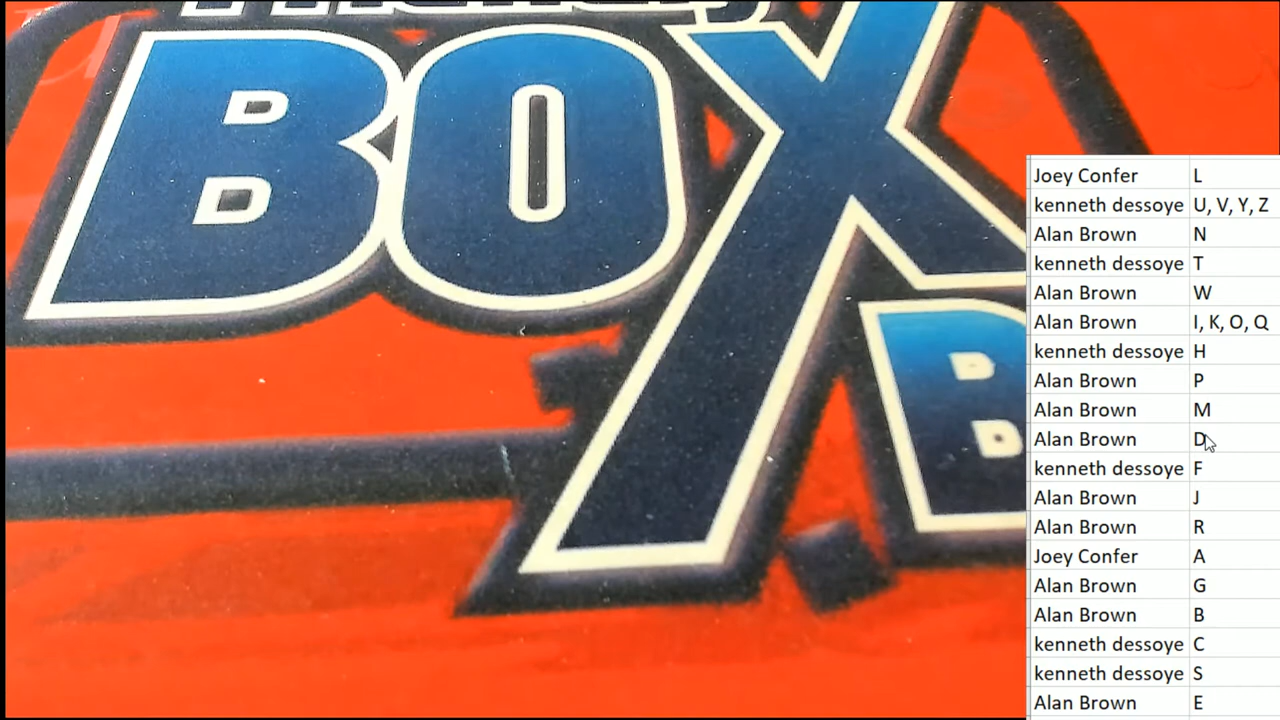 BOX
B
Joey Confer L
kenneth dessoye U, V, Y, Z
Alan Brown N
kenneth dessoye T
Alan Brown W
Alan Brown I, K, O, Q
kenneth dessoye H
Alan Brown P
Alan Brown M
Alan Brown D
kenneth dessoye F
Alan Brown J
Alan Brown R
Joey Confer A
Alan Brown G
Alan Brown B
kenneth dessoye C
kenneth dessoye S
Alan Brown E